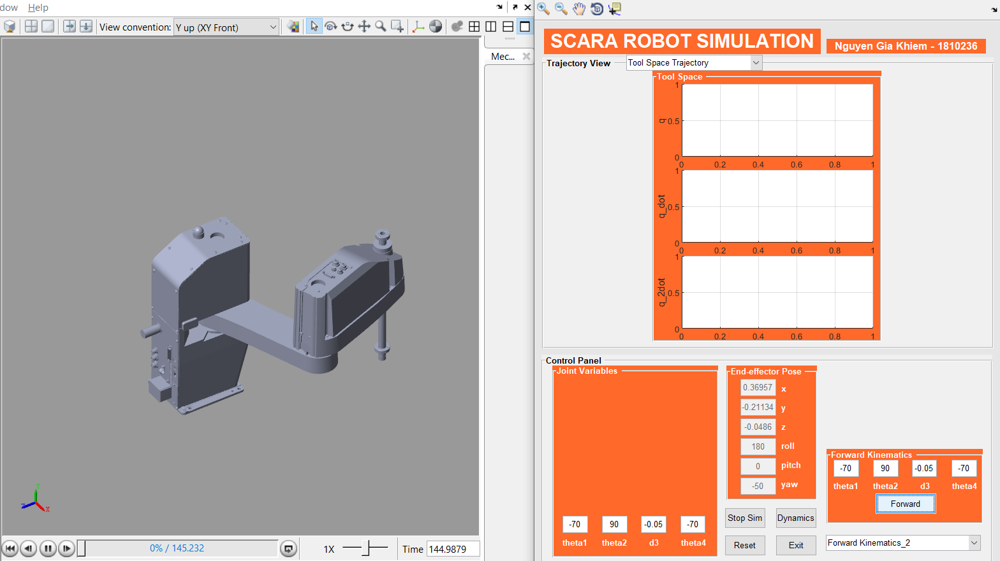 dow Help
View convention: Y up (XY Front)
Mec...
Y
Z
X
0% / 145.232
1X
Time 144.9879
SCARA ROBOT SIMULATION
Nguyen Gia Khiem - 1810236
Trajectory View
Tool Space Trajectory
Tool Space
1
0.5
0
q
0 0.2 0.4 0.6 0.8 1
1
0.5
0
q_dot
0 0.2 0.4 0.6 0.8 1
1
0.5
0
q_2dot
0 0.2 0.4 0.6 0.8 1
Control Panel
Joint Variables
-70 90 -0.05 -70
theta1 theta2 d3 theta4
End-effector Pose
0.36957 x
-0.21134 y
-0.0486 z
180 roll
0 pitch
-50 yaw
Stop Sim Dynamics
Reset Exit
Forward Kinematics
-70 90 -0.05 -70
theta1 theta2 d3 theta4
Forward
Forward Kinematics_2